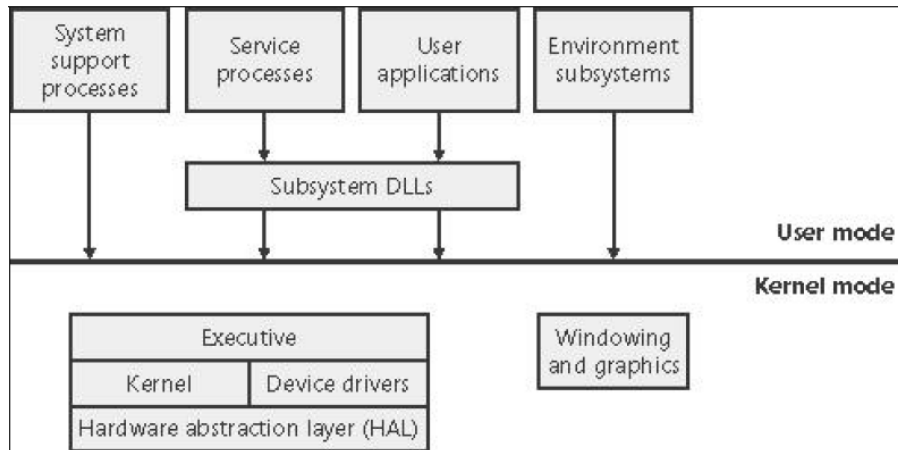 System
support
processes
Service
processes
User
applications
Environment
subsystems
Subsystem DLLs
User mode
Kernel mode
Executive
Kernel
Device drivers
Hardware abstraction layer (HAL)
Windowing
and graphics